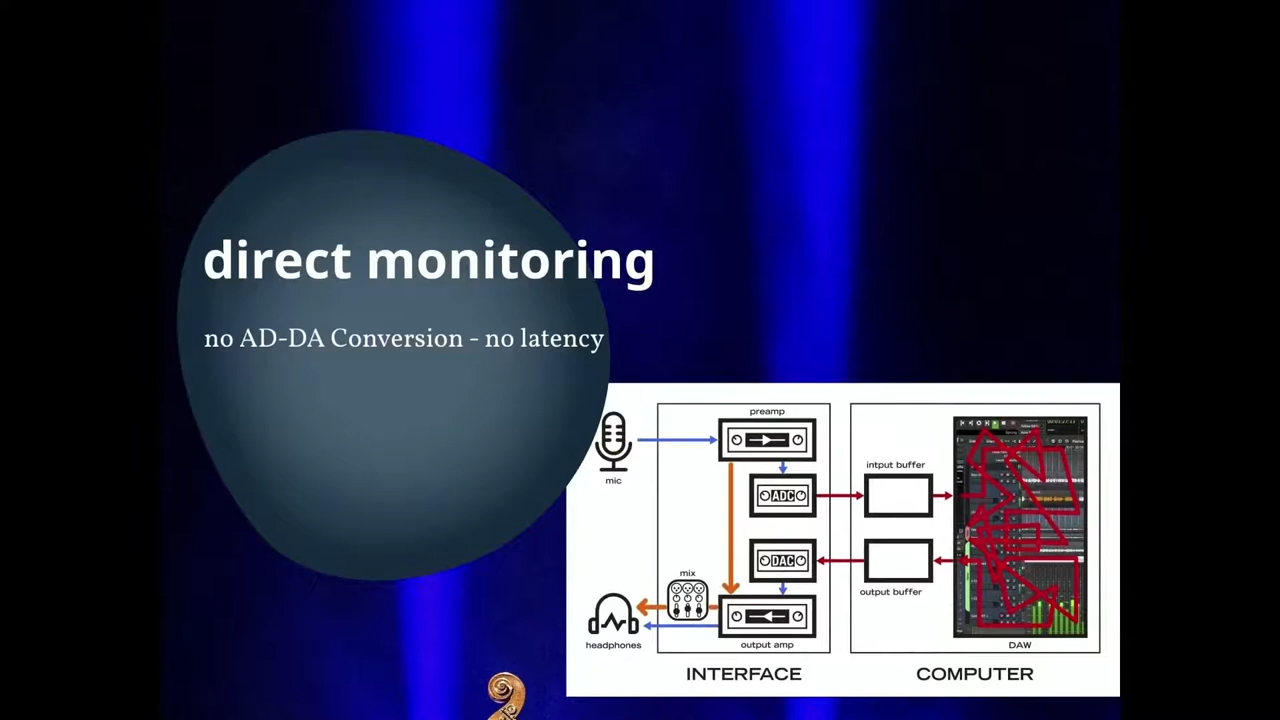 direct monitoring
no AD-DA Conversion - no latency
preamp
mic
ADC
intput buffer
DAC
mix
output buffer
headphones
output amp
DAW
INTERFACE
COMPUTER